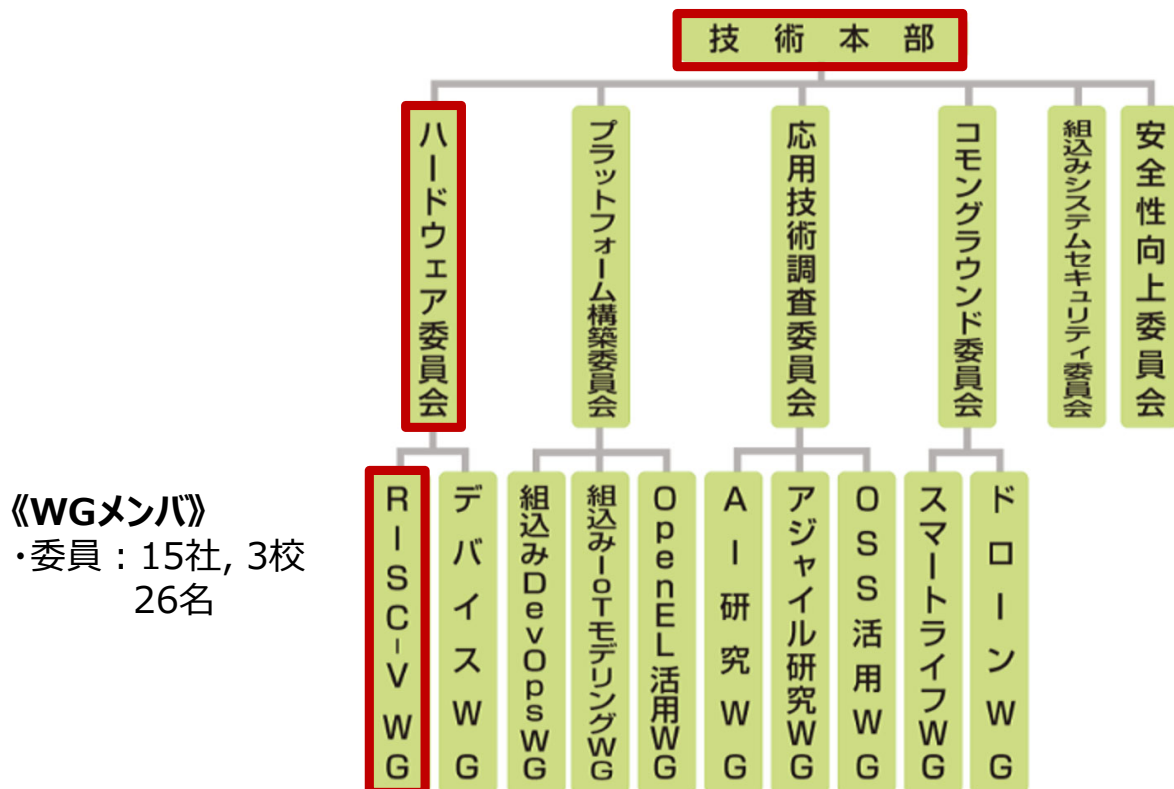 技術本部
ハードウェア委員会
プラットフォーム構築委員会
応用技術調査委員会
コモングラウンド委員会
組込みシステムセキュリティ委員会
安全性向上委員会
RISC-V WG
デバイスWG
組込みDevOpsWG
組込みIoTモデリングWG
OpenEL活用WG
AI研究WG
アジャイル研究WG
OSS活用WG
スマートライフWG
ドローンWG
《WGメンバ》
・委員：15社, 3校
26名